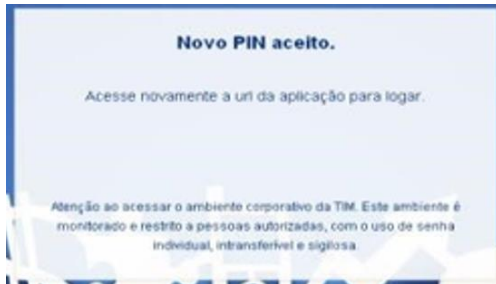 Novo PIN aceito.
Acesse novamente a url da aplicação para logar.
Atenção ao acessar o ambiente corporativo da TIM. Este ambiente é
monitorado e restrito a pessoas autorizadas, com o uso de senha
individual, intransferível e sigilosa.